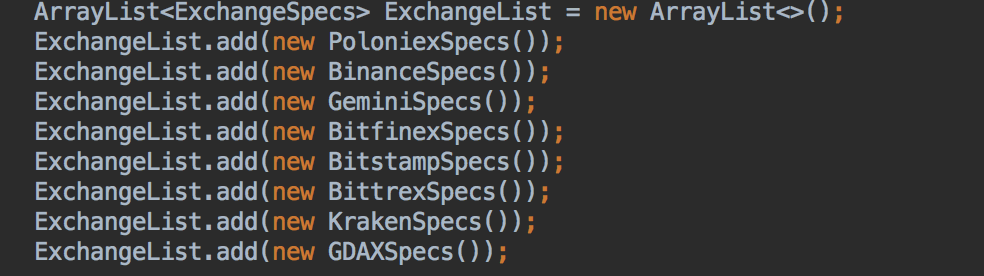 ArrayList<ExchangeSpecs> ExchangeList = new ArrayList<>();
ExchangeList.add(new PoloniexSpecs());
ExchangeList.add(new BinanceSpecs());
ExchangeList.add(new GeminiSpecs());
ExchangeList.add(new BitfinexSpecs());
ExchangeList.add(new BitstampSpecs());
ExchangeList.add(new BittrexSpecs());
ExchangeList.add(new KrakenSpecs());
ExchangeList.add(new GDAXSpecs());